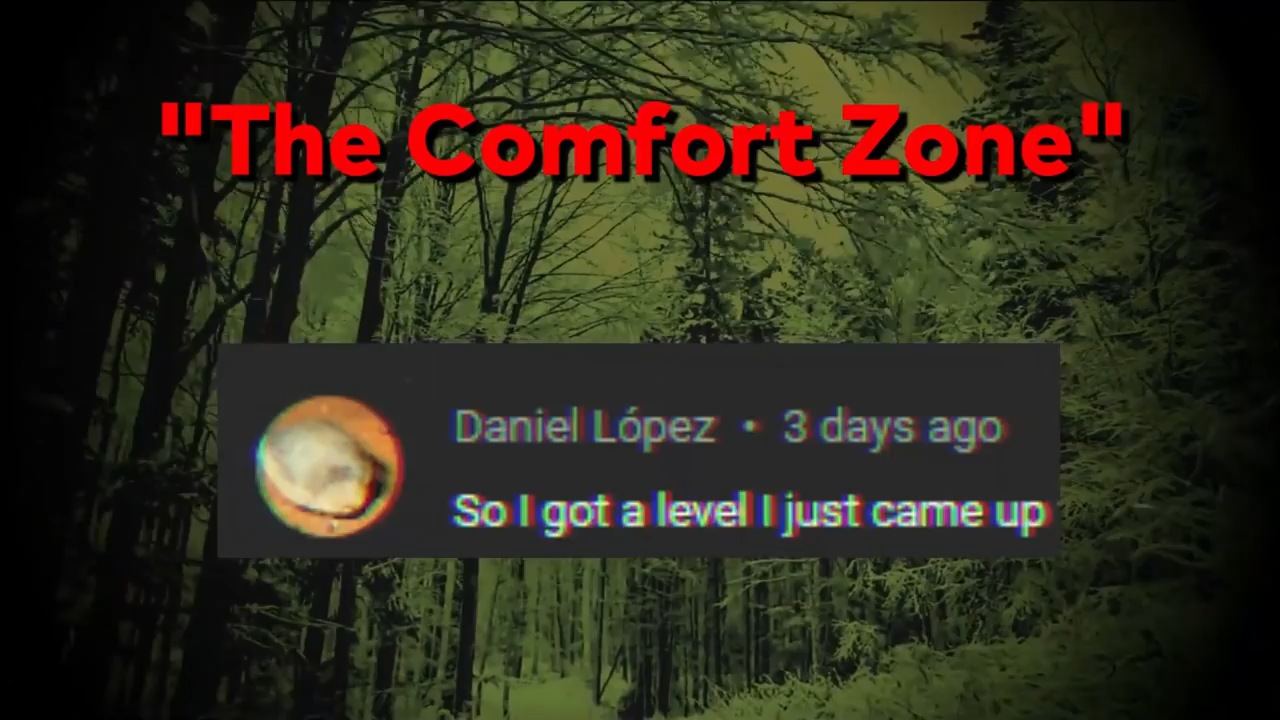 "The Comfort Zone"
Daniel López • 3 days ago
So I got a level I just came up